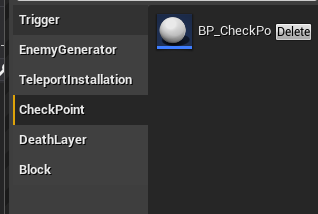 Trigger
EnemyGenerator
TeleportInstallation
CheckPoint
DeathLayer
Block
BP_CheckPo
Delete